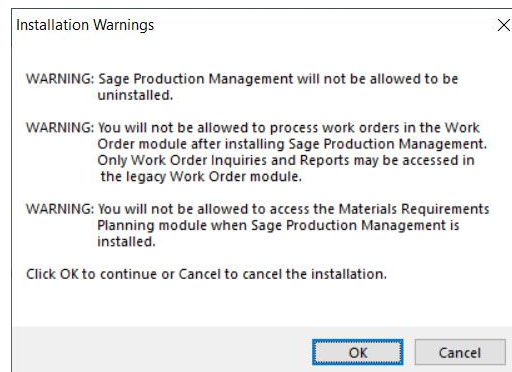 Installation Warnings
WARNING: Sage Production Management will not be allowed to be
uninstalled.
WARNING: You will not be allowed to process work orders in the Work
Order module after installing Sage Production Management.
Only Work Order Inquiries and Reports may be accessed in
the legacy Work Order module.
WARNING: You will not be allowed to access the Materials Requirements
Planning module when Sage Production Management is
installed.
Click OK to continue or Cancel to cancel the installation.
OK Cancel